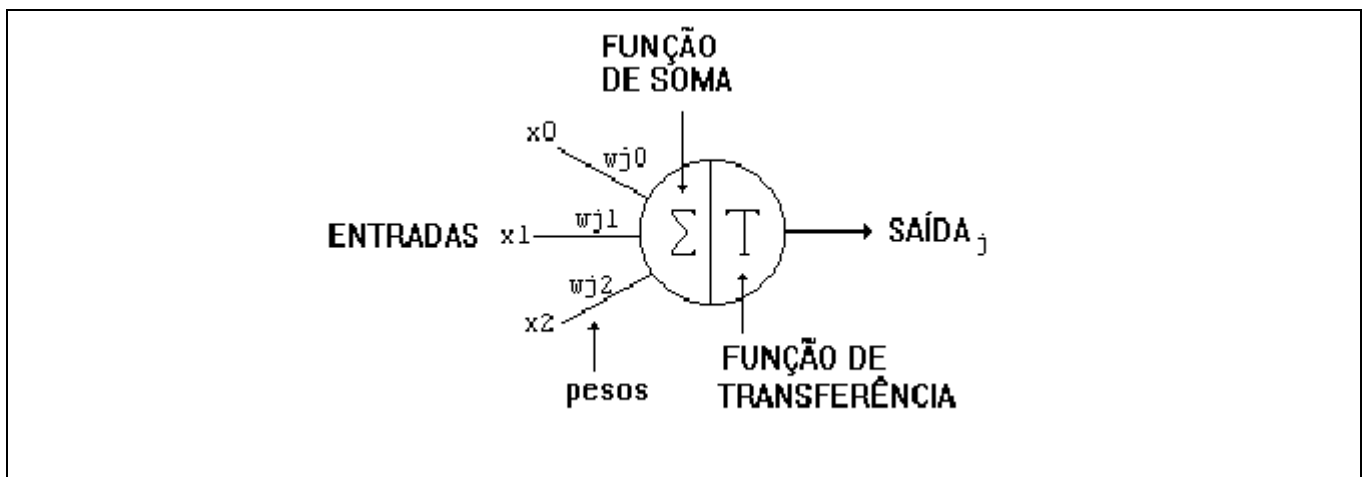 FUNÇÃO
DE SOMA
x0
wj0
ENTRADAS x1 wj1 Σ T SAÍDA j
wj2
x2
pesos
FUNÇÃO DE
TRANSFERÊNCIA